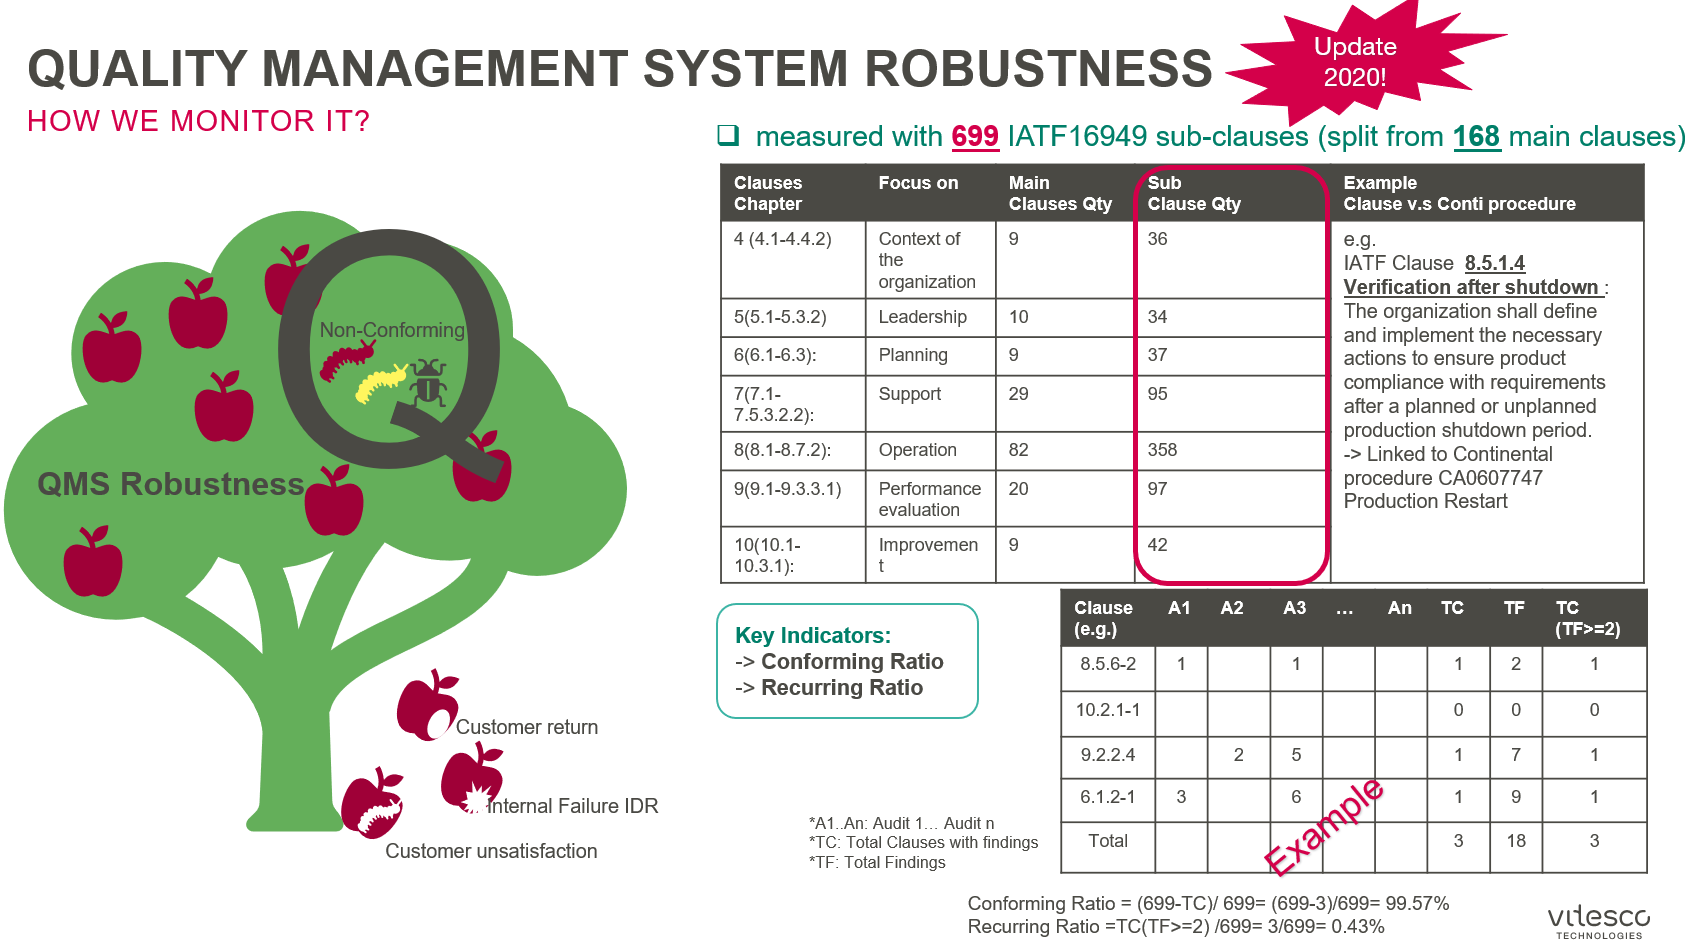 QUALITY MANAGEMENT SYSTEM ROBUSTNESS
HOW WE MONITOR IT?
Update
2020!
measured with 699 IATF16949 sub-clauses (split from 168 main clauses)
Clauses Chapter | Focus on | Main Clauses Qty | Sub Clause Qty | Example Clause v.s Conti procedure
4 (4.1-4.4.2) | Context of the organization | 9 | 36
5(5.1-5.3.2) | Leadership | 10 | 34
6(6.1-6.3): | Planning | 9 | 37
7(7.1-7.5.3.2.2): | Support | 29 | 95
8(8.1-8.7.2): | Operation | 82 | 358
9(9.1-9.3.3.1) | Performance evaluation | 20 | 97
10(10.1-10.3.1): | Improvement | 9 | 42
e.g.
IATF Clause 8.5.1.4
Verification after shutdown :
The organization shall define
and implement the necessary
actions to ensure product
compliance with requirements
after a planned or unplanned
production shutdown period.
-> Linked to Continental
procedure CA0607747
Production Restart
Non-Conforming
QMS Robustness
Customer return
Internal Failure IDR
Customer unsatisfaction
Key Indicators:
-> Conforming Ratio
-> Recurring Ratio
Clause (e.g.) | A1 | A2 | A3 | … | An | TC | TF | TC (TF>=2)
8.5.6-2 | 1 | | 1 | | | 1 | 2 | 1
10.2.1-1 | | | | | | 0 | 0 | 0
9.2.2.4 | | 2 | 5 | | | 1 | 7 | 1
6.1.2-1 | 3 | | 6 | | | 1 | 9 | 1
Total | | | | | | 3 | 18 | 3
Example
*A1..An: Audit 1… Audit n
*TC: Total Clauses with findings
*TF: Total Findings
Conforming Ratio = (699-TC)/ 699= (699-3)/699= 99.57%
Recurring Ratio =TC(TF>=2) /699= 3/699= 0.43%
vitesco
TECHNOLOGIES